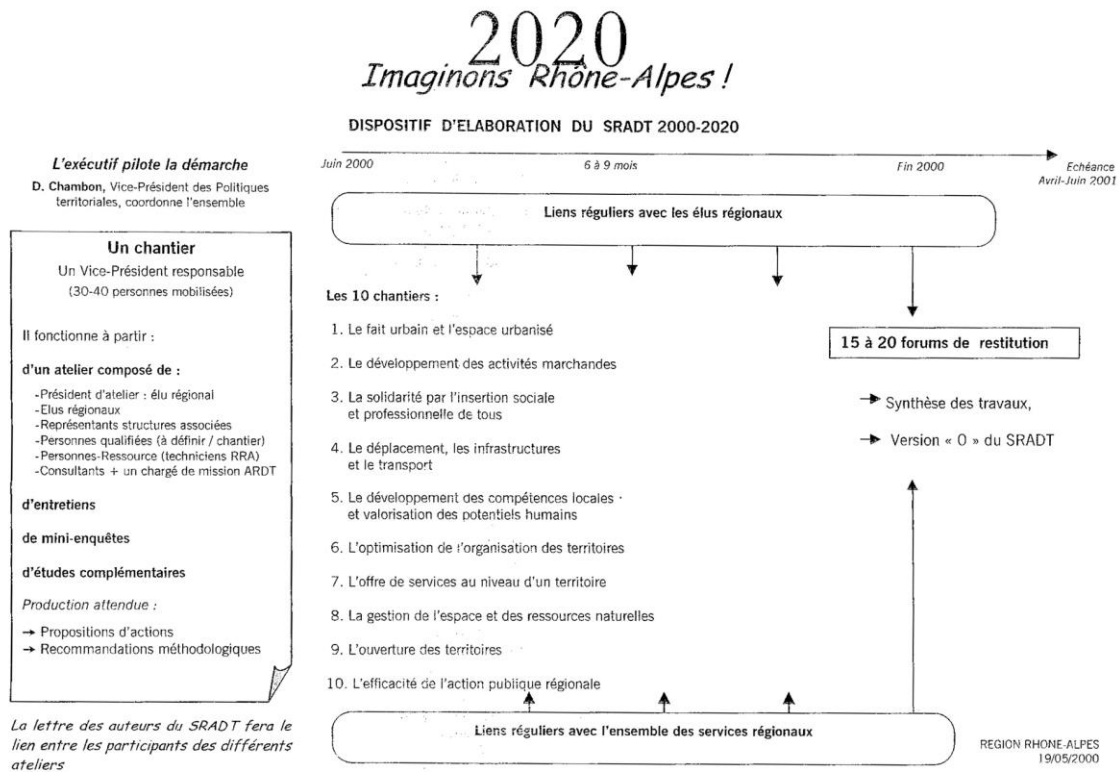 2020
Imaginons Rhône-Alpes !
DISPOSITIF D'ELABORATION DU SRADT 2000-2020
L'exécutif pilote la démarche
D. Chambon, Vice-Président des Politiques
territoriales, coordonne l'ensemble
Juin 2000
6 à 9 mois
Fin 2000
Echéance
Avril-Juin 2001
Un chantier
Un Vice-Président responsable
(30-40 personnes mobilisées)
Il fonctionne à partir :
d'un atelier composé de :
-Président d'atelier : élu régional
-Elus régionaux
-Représentants structures associées
-Personnes qualifiées (à définir / chantier)
-Personnes-Ressource (techniciens RRA)
-Consultants + un chargé de mission ARDT
d'entretiens
de mini-enquêtes
d'études complémentaires
Production attendue :
→ Propositions d'actions
→ Recommandations méthodologiques
La lettre des auteurs du SRADT fera le
lien entre les participants des différents
ateliers
Liens réguliers avec les élus régionaux
Les 10 chantiers :
1. Le fait urbain et l'espace urbanisé
2. Le développement des activités marchandes
3. La solidarité par l'insertion sociale
et professionnelle de tous
4. Le déplacement, les infrastructures
et le transport
5. Le développement des compétences locales
et valorisation des potentiels humains
6. L'optimisation de l'organisation des territoires
7. L'offre de services au niveau d'un territoire
8. La gestion de l'espace et des ressources naturelles
9. L'ouverture des territoires
10. L'efficacité de l'action publique régionale
15 à 20 forums de restitution
→ Synthèse des travaux,
→ Version « 0 » du SRADT
Liens réguliers avec l'ensemble des services régionaux
REGION RHONE-ALPES
19/05/2000